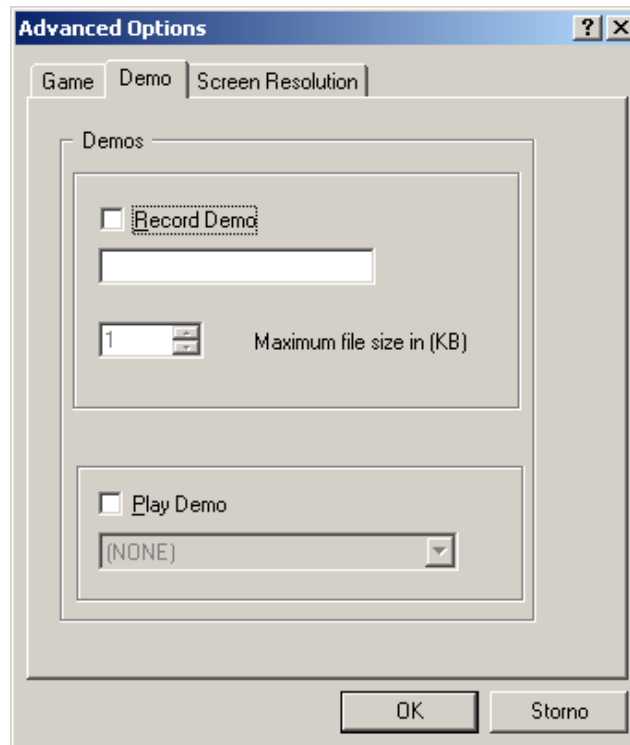 Advanced Options
Game Demo Screen Resolution
Demos
Record Demo
1 Maximum file size in (KB)
Play Demo
(NONE)
OK Storno